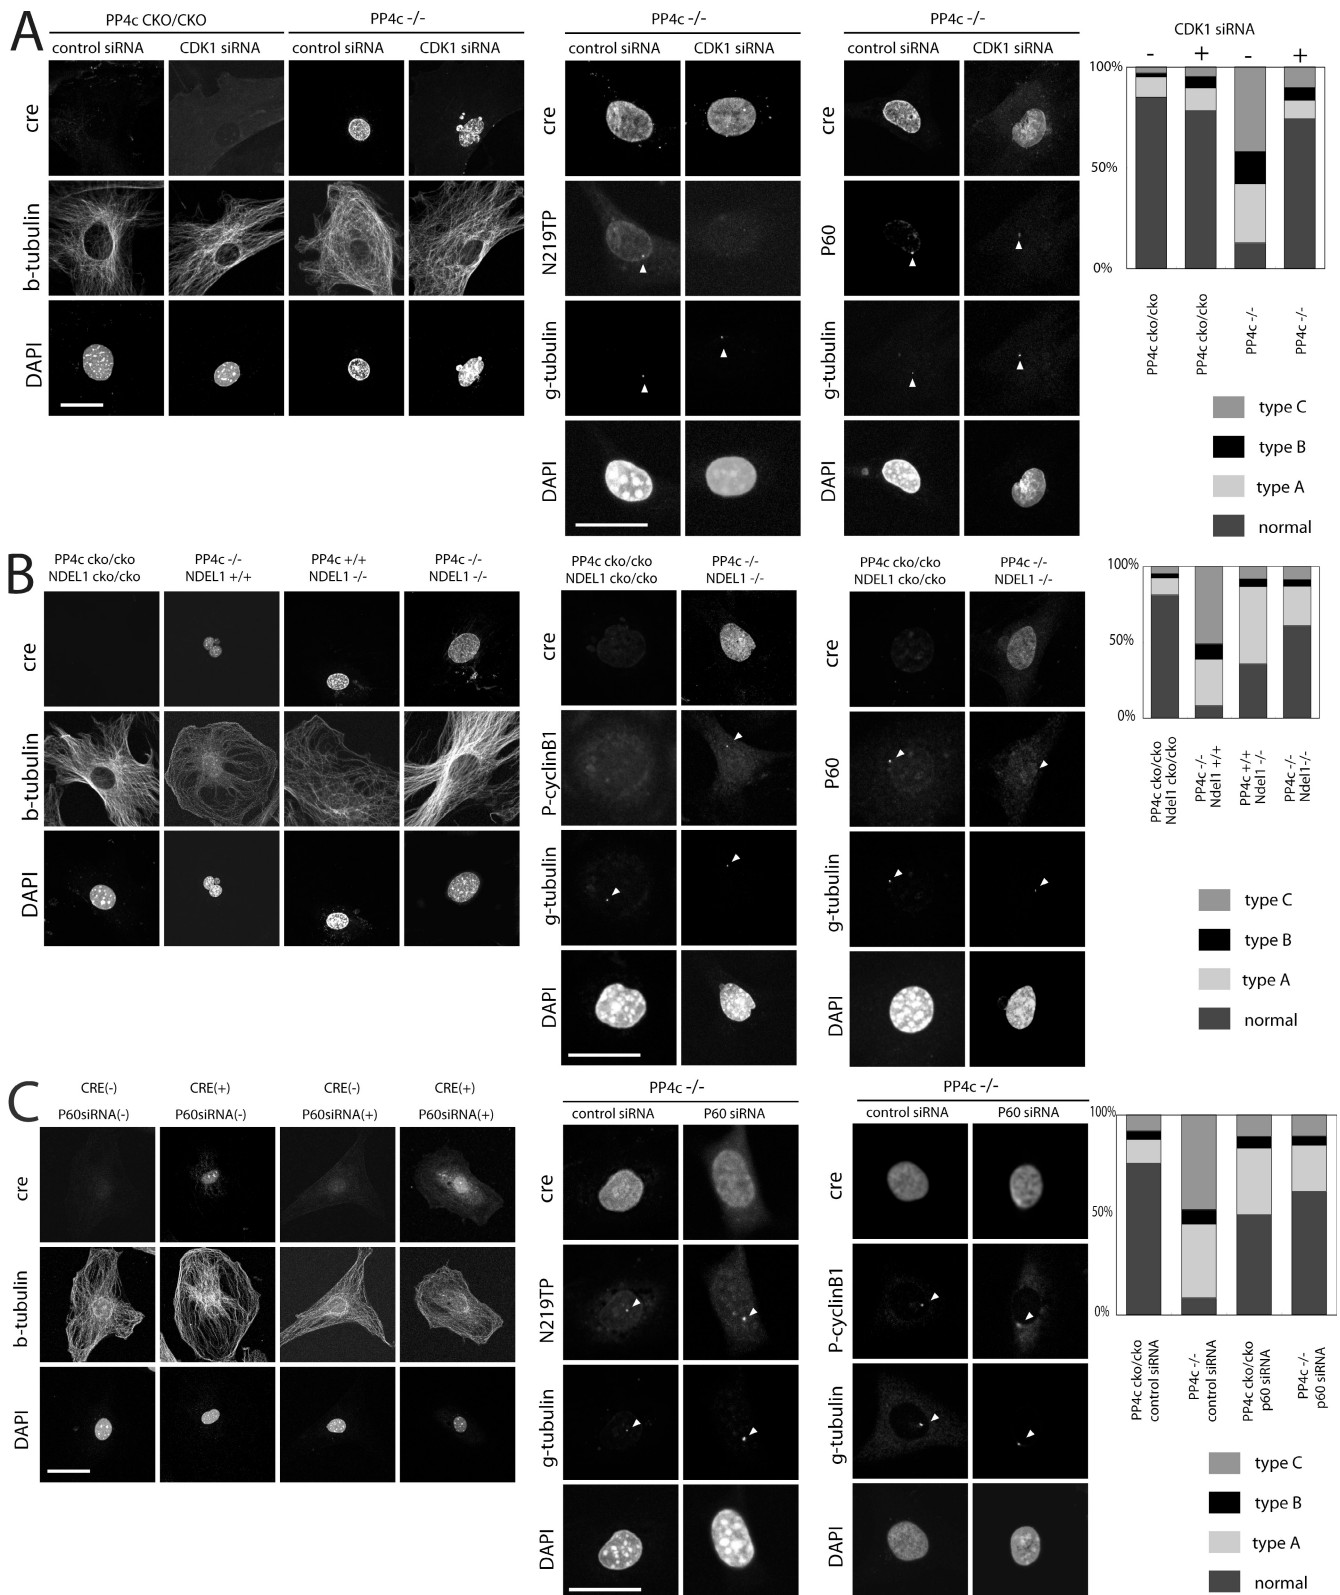 A
PP4c CKO/CKO
PP4c -/-
control siRNA
CDK1 siRNA
control siRNA
CDK1 siRNA
cre
b-tubulin
DAPI
PP4c -/-
control siRNA
CDK1 siRNA
cre
N219TP
g-tubulin
DAPI
PP4c -/-
control siRNA
CDK1 siRNA
cre
P60
g-tubulin
DAPI
CDK1 siRNA
- + - +
100%
50%
0%
PP4c cko/cko
PP4c cko/cko
PP4c -/-
PP4c -/-
type C
type B
type A
normal
B
PP4c cko/cko
NDEL1 cko/cko
PP4c -/-
NDEL1 +/+
PP4c +/+
NDEL1 -/-
PP4c -/-
NDEL1 -/-
cre
b-tubulin
DAPI
PP4c cko/cko
NDEL1 cko/cko
PP4c -/-
NDEL1 -/-
cre
P-cyclinB1
g-tubulin
DAPI
PP4c cko/cko
NDEL1 cko/cko
PP4c -/-
NDEL1 -/-
cre
P60
g-tubulin
DAPI
100%
50%
0%
PP4c cko/cko
Ndel1 cko/cko
PP4c -/-
Ndel1 +/+
PP4c +/+
Ndel1 -/-
PP4c -/-
Ndel1-/-
type C
type B
type A
normal
C
CRE(-)
P60siRNA(-)
CRE(+)
P60siRNA(-)
CRE(-)
P60siRNA(+)
CRE(+)
P60siRNA(+)
cre
b-tubulin
DAPI
PP4c -/-
control siRNA
P60 siRNA
cre
N219TP
g-tubulin
DAPI
PP4c -/-
control siRNA
P60 siRNA
cre
P-cyclinB1
g-tubulin
DAPI
100%
50%
0%
PP4c cko/cko
control siRNA
PP4c -/-
control siRNA
PP4c cko/cko
p60 siRNA
PP4c -/-
p60 siRNA
type C
type B
type A
normal